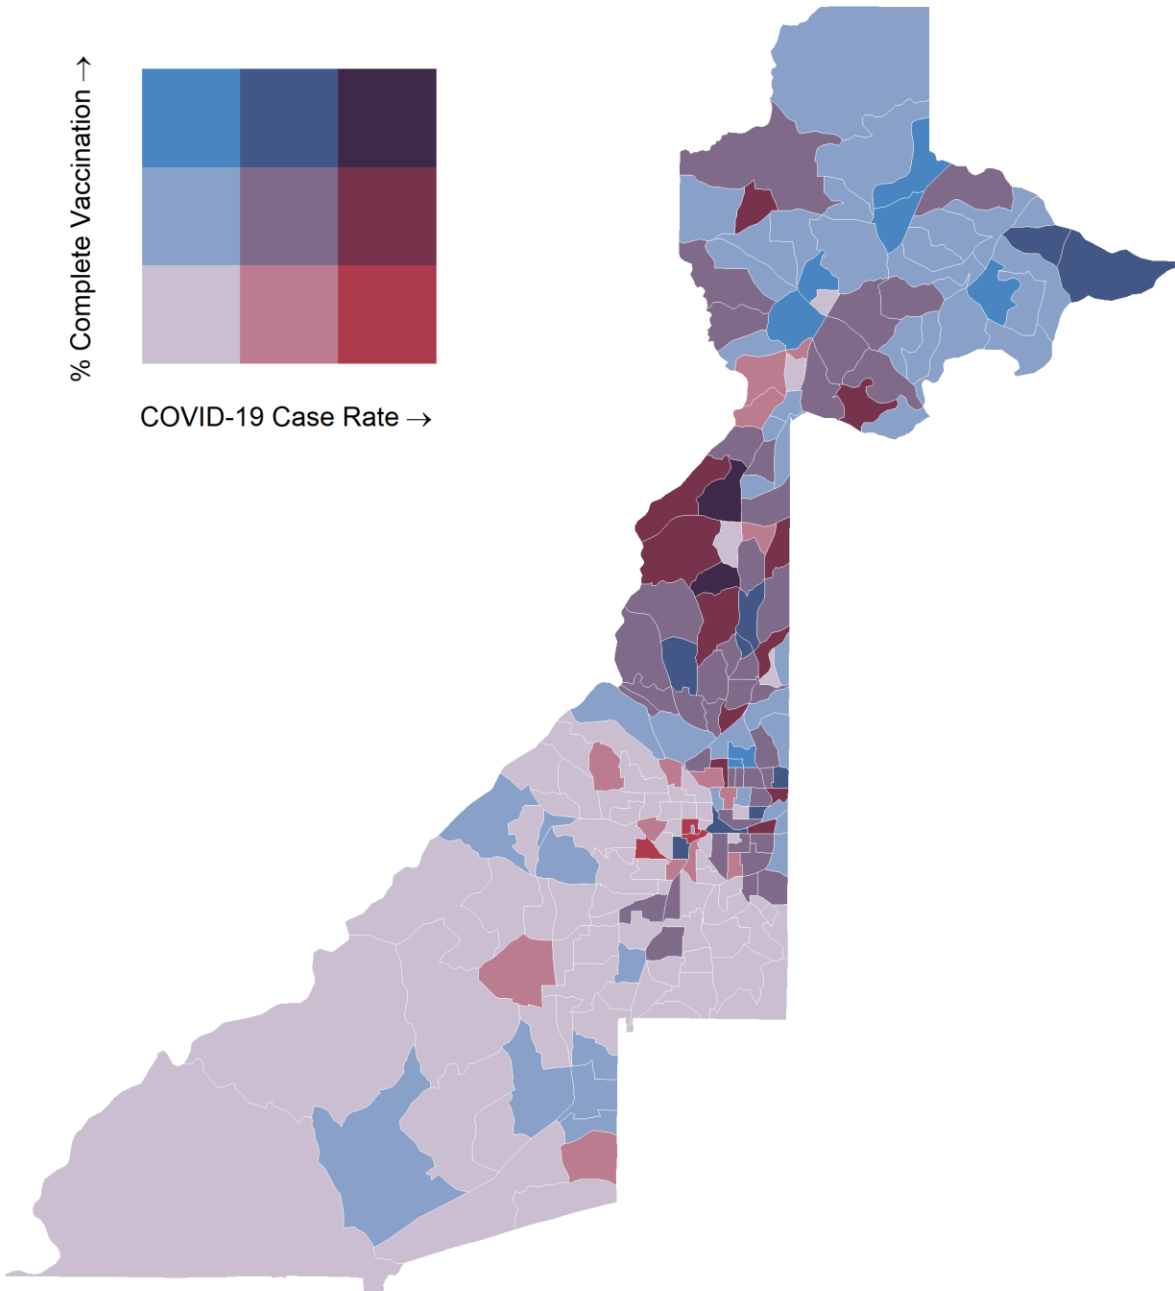 % Complete Vaccination →
COVID-19 Case Rate →